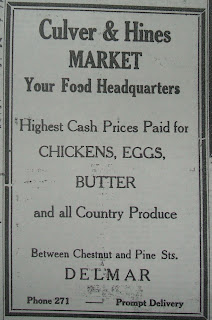 Culver & Hines
MARKET
Your Food Headquarters
Highest Cash Prices Paid for
CHICKENS, EGGS,
BUTTER
and all Country Produce
Between Chestnut and Pine Sts.
DELMAR
Phone 271 — Prompt Delivery